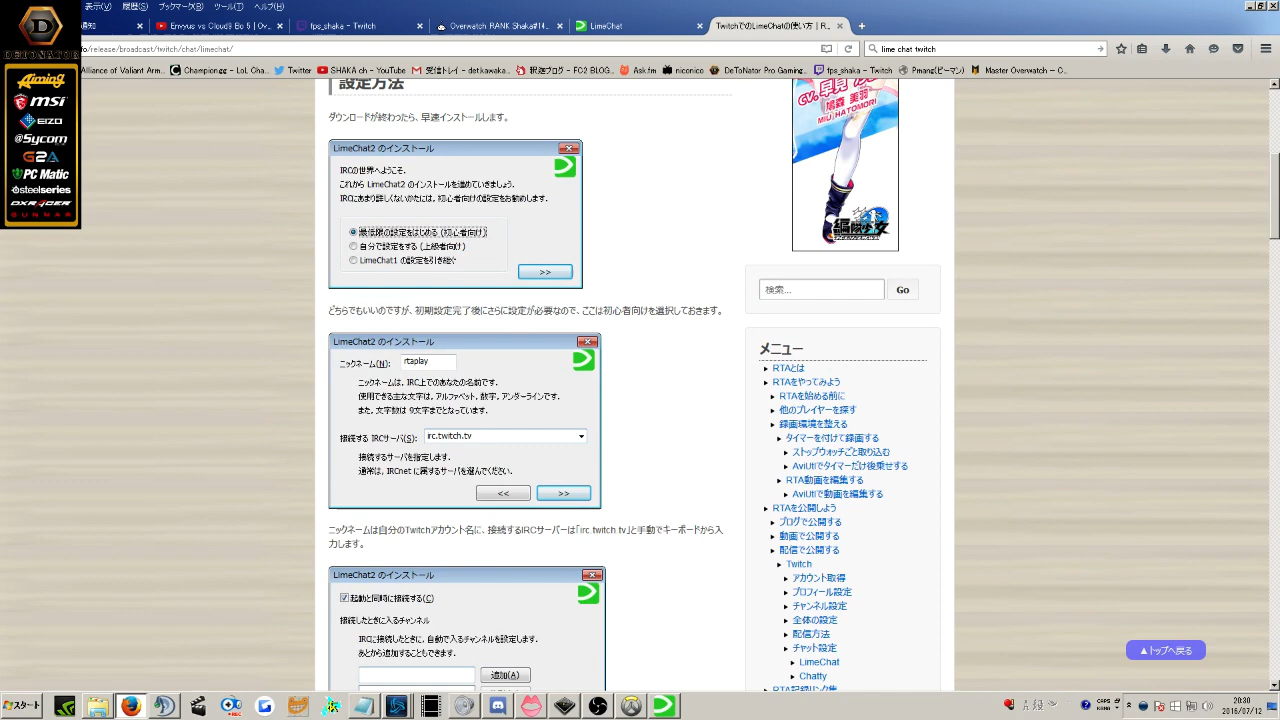 表示(V) 履歴(S) ブックマーク(B) ツール(T) ヘルプ(H)
Envyus vs Cloud9 Bo 5 | Ov...
fps_shaka - Twitch
Overwatch RANK Shaka#14...
LimeChat
TwitchでのLimeChatの使い方 | R...
/release/broadcast/twitch/chat/limechat/
lime chat twitch
Alliance of Valiant Arm...
Championgg - LoL Cha...
Twitter
SHAKA.ch - YouTube
受信トレイ - detkiwaka...
釈迦ブログ - FC2 BLOG...
Ask.fm
niconico
DeToNator Pro Gaming...
fps_shaka - Twitch
Pmang(ピーマン)
Master Overwatch - C...
DETONATOR
Aiming
msi
EIZO
@Sycom
G2A
PC Matic
steelseries
DXRACER
GUNNAR
設定方法
ダウンロードが終わったら、早速インストールします。
LimeChat2 のインストール
IRCの世界へようこそ.
これから LimeChat2 のインストールを進めていきましょう.
IRCにあまり詳しくないのたには, 初心者向けの設定をお勧めします.
最低限の設定をはじめる (初心者向け)
自分で設定をする (上級者向け)
LimeChat1 の設定を引き継ぐ
>>
どちらでもいいのですが、初期設定完了後にさらに設定が必要なので、ここは初心者向けを選択しておきます。
LimeChat2 のインストール
ニックネーム(N):
rtaplay
ニックネームは, IRC上でのあなたの名前です.
使用できる主な文字は, アルファベット, 数字, アンダーラインです.
また, 文字数は 9文字までとなっています.
接続する IRCサーバ(S):
irc.twitch.tv
接続するサーバを指定します.
通常は, IRCnet に属するサーバを選んでください.
<<
>>
ニックネームは自分のTwitchアカウント名に、接続するIRCサーバーは「irc.twitch.tv」と手動でキーボードから入
力します。
LimeChat2 のインストール
起動と同時に接続する(C)
接続したときに入るチャンネル
IRCに接続したときに, 自動で入るチャンネルを設定します.
あとから追加することもできます.
追加(A)
CV.早見
鳩森 美羽
MIU HATOMORI
検索...
Go
メニュー
RTAとは
RTAをやってみよう
RTAを始める前に
他のプレイヤーを探す
録画環境を整える
タイマーを付けて録画する
ストップウォッチごと取り込む
AviUtlでタイマーだけ後乗せする
RTA動画を編集する
AviUtlで動画を編集する
RTAを公開しよう
ブログで公開する
動画で公開する
配信で公開する
Twitch
アカウント取得
プロフィール設定
チャンネル設定
全体の設定
配信方法
チャット設定
LimeChat
Chatty
RTA記録リンク集
▲トップへ戻る
スタート
20:30
2016/07/12